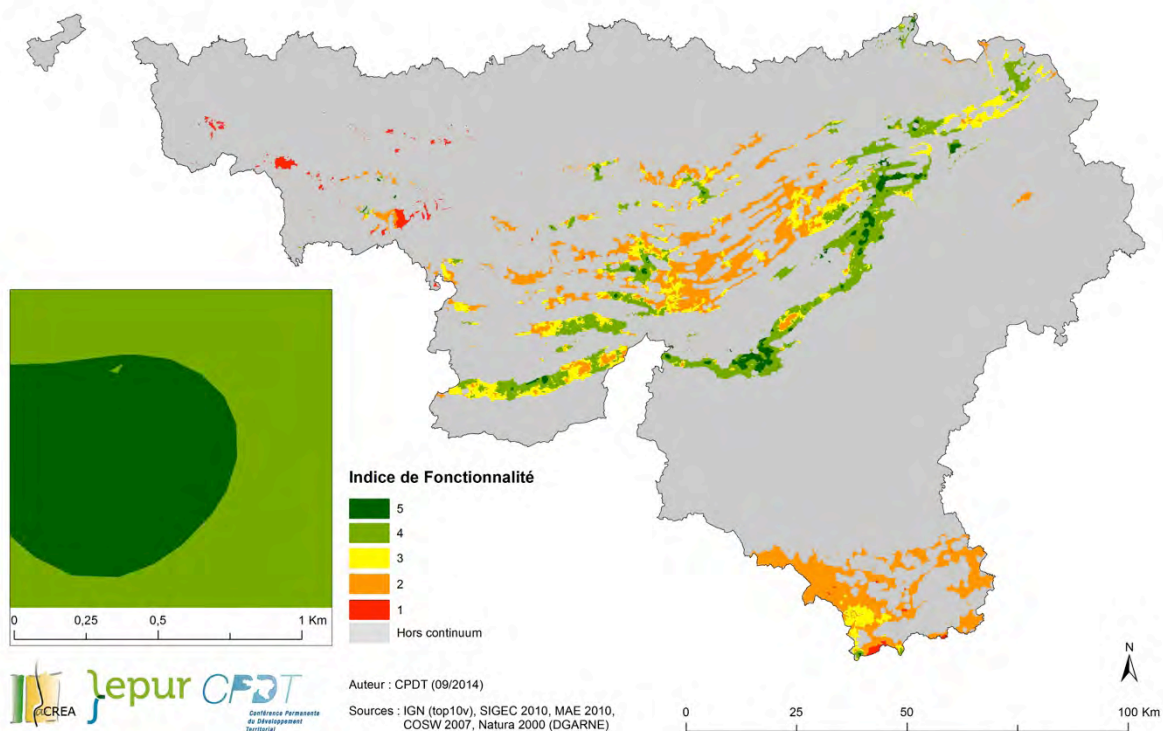 Indice de Fonctionnalité
5
4
3
2
1
Hors continuum
0 0,25 0,5 1 Km
aCREA
lepur
CPDT
Conférence Permanente
du Développement
Territorial
Auteur : CPDT (09/2014)
Sources : IGN (top10v), SIGEC 2010, MAE 2010,
COSW 2007, Natura 2000 (DGARNE)
N
0 25 50 100 Km